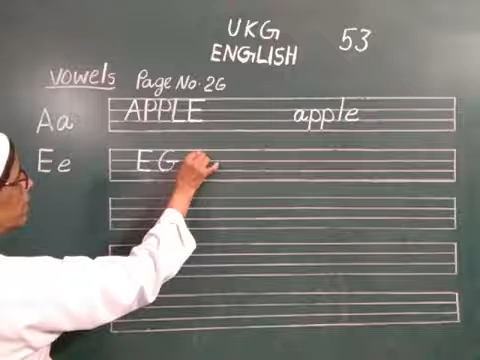 UKG 53
ENGLISH
vowels Page No. 26
Aa APPLE apple
Ee EG